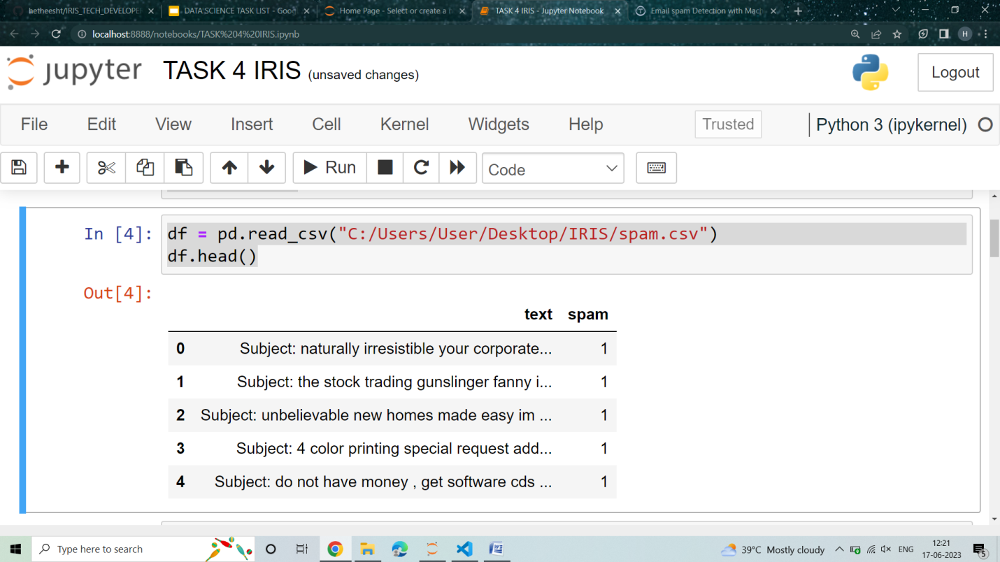 hetheesht/IRIS_TECH_DEVELOPE
DATA SCIENCE TASK LIST - Goog
Home Page - Select or create a
TASK 4 IRIS - Jupyter Notebook
Email spam Detection with Mac
localhost:8888/notebooks/TASK%204%20IRIS.ipynb
H
jupyter TASK 4 IRIS (unsaved changes)
Logout
File Edit View Insert Cell Kernel Widgets Help Trusted Python 3 (ipykernel)
Run Code
In [4]: df = pd.read_csv("C:/Users/User/Desktop/IRIS/spam.csv")
df.head()
Out[4]:
text spam
0 Subject: naturally irresistible your corporate... 1
1 Subject: the stock trading gunslinger fanny i... 1
2 Subject: unbelievable new homes made easy im ... 1
3 Subject: 4 color printing special request add... 1
4 Subject: do not have money , get software cds ... 1
Type here to search
39°C Mostly cloudy
ENG
12:21
17-06-2023
5